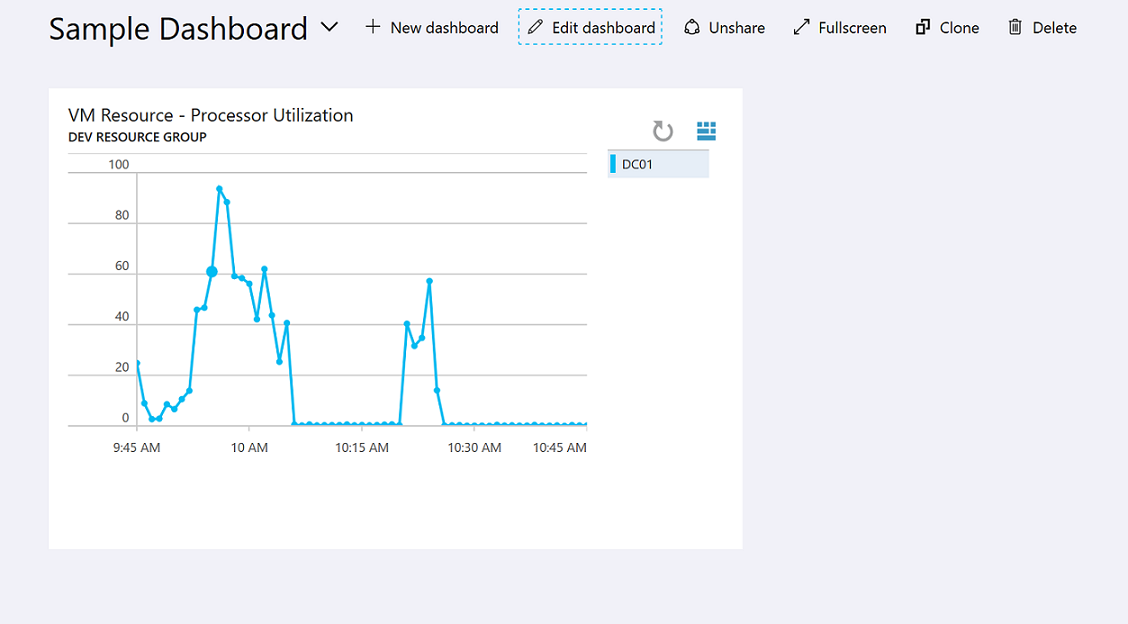 Sample Dashboard New dashboard Edit dashboard Unshare Fullscreen Clone Delete
VM Resource - Processor Utilization
DEV RESOURCE GROUP
DC01
100
80
60
40
20
0
9:45 AM 10 AM 10:15 AM 10:30 AM 10:45 AM